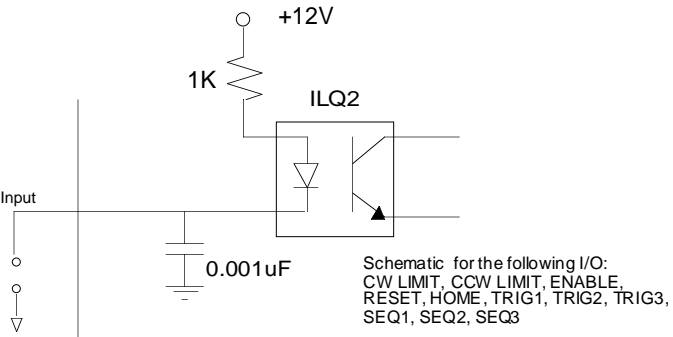 +12V
1K
ILQ2
Input
0.001uF
Schematic for the following I/O:
CW LIMIT, CCW LIMIT, ENABLE,
RESET, HOME, TRIG1, TRIG2, TRIG3,
SEQ1, SEQ2, SEQ3